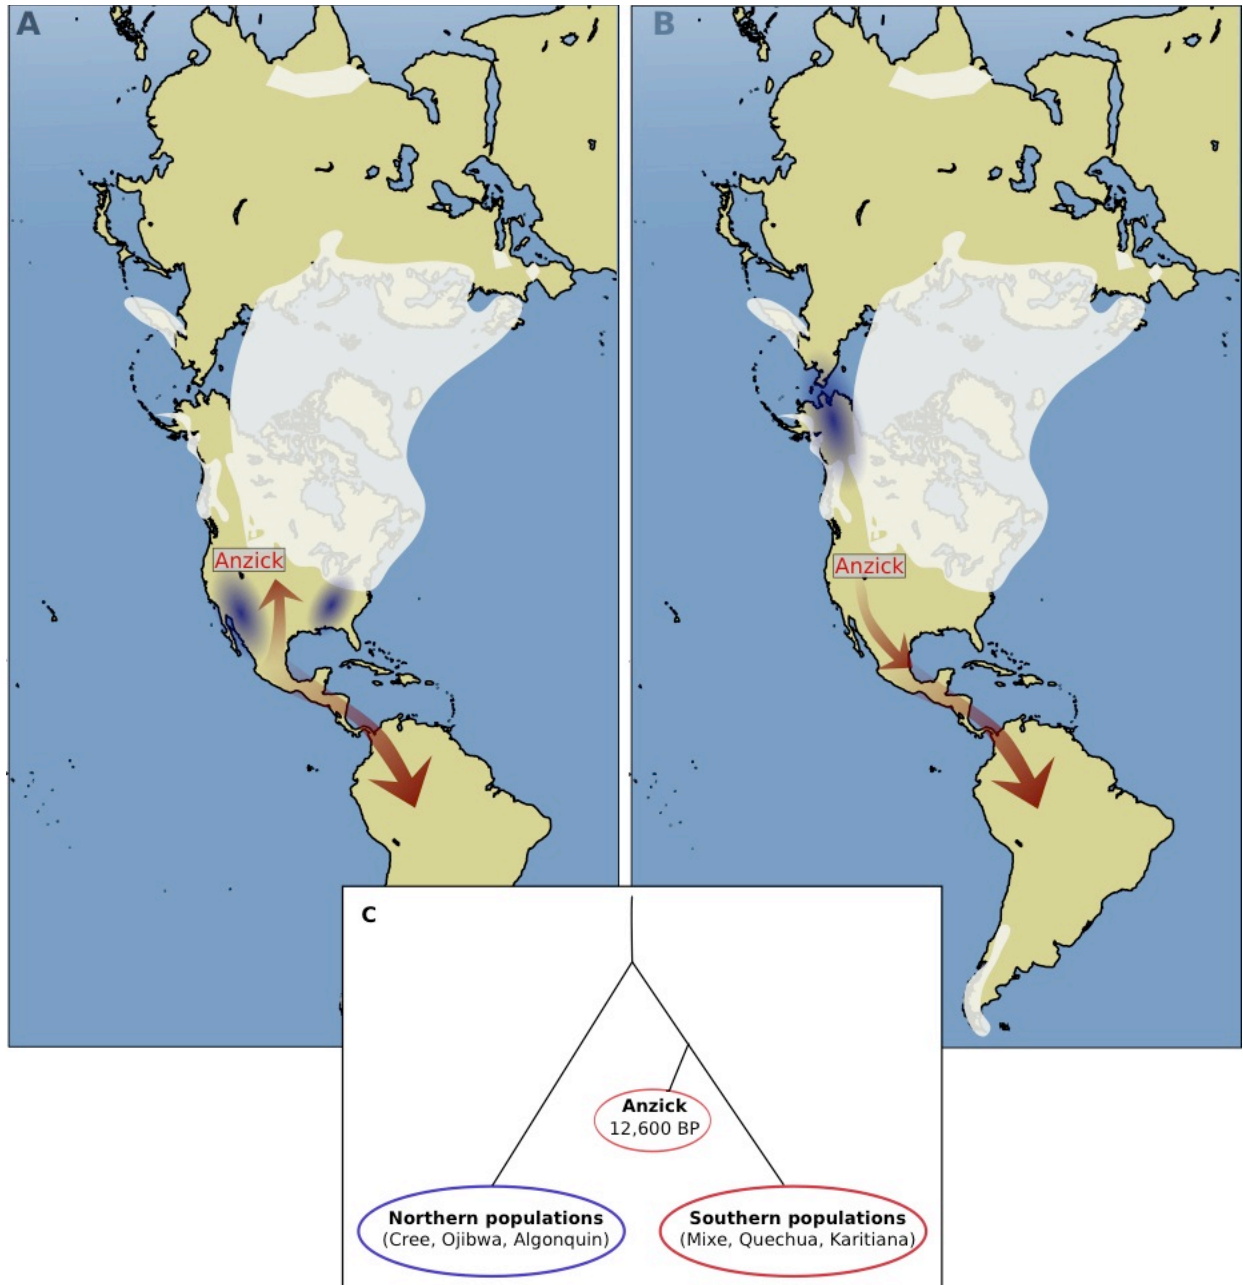 A
B
Anzick
Anzick
C
Anzick
12,600 BP
Northern populations
(Cree, Ojibwa, Algonquin)
Southern populations
(Mixe, Quechua, Karitiana)